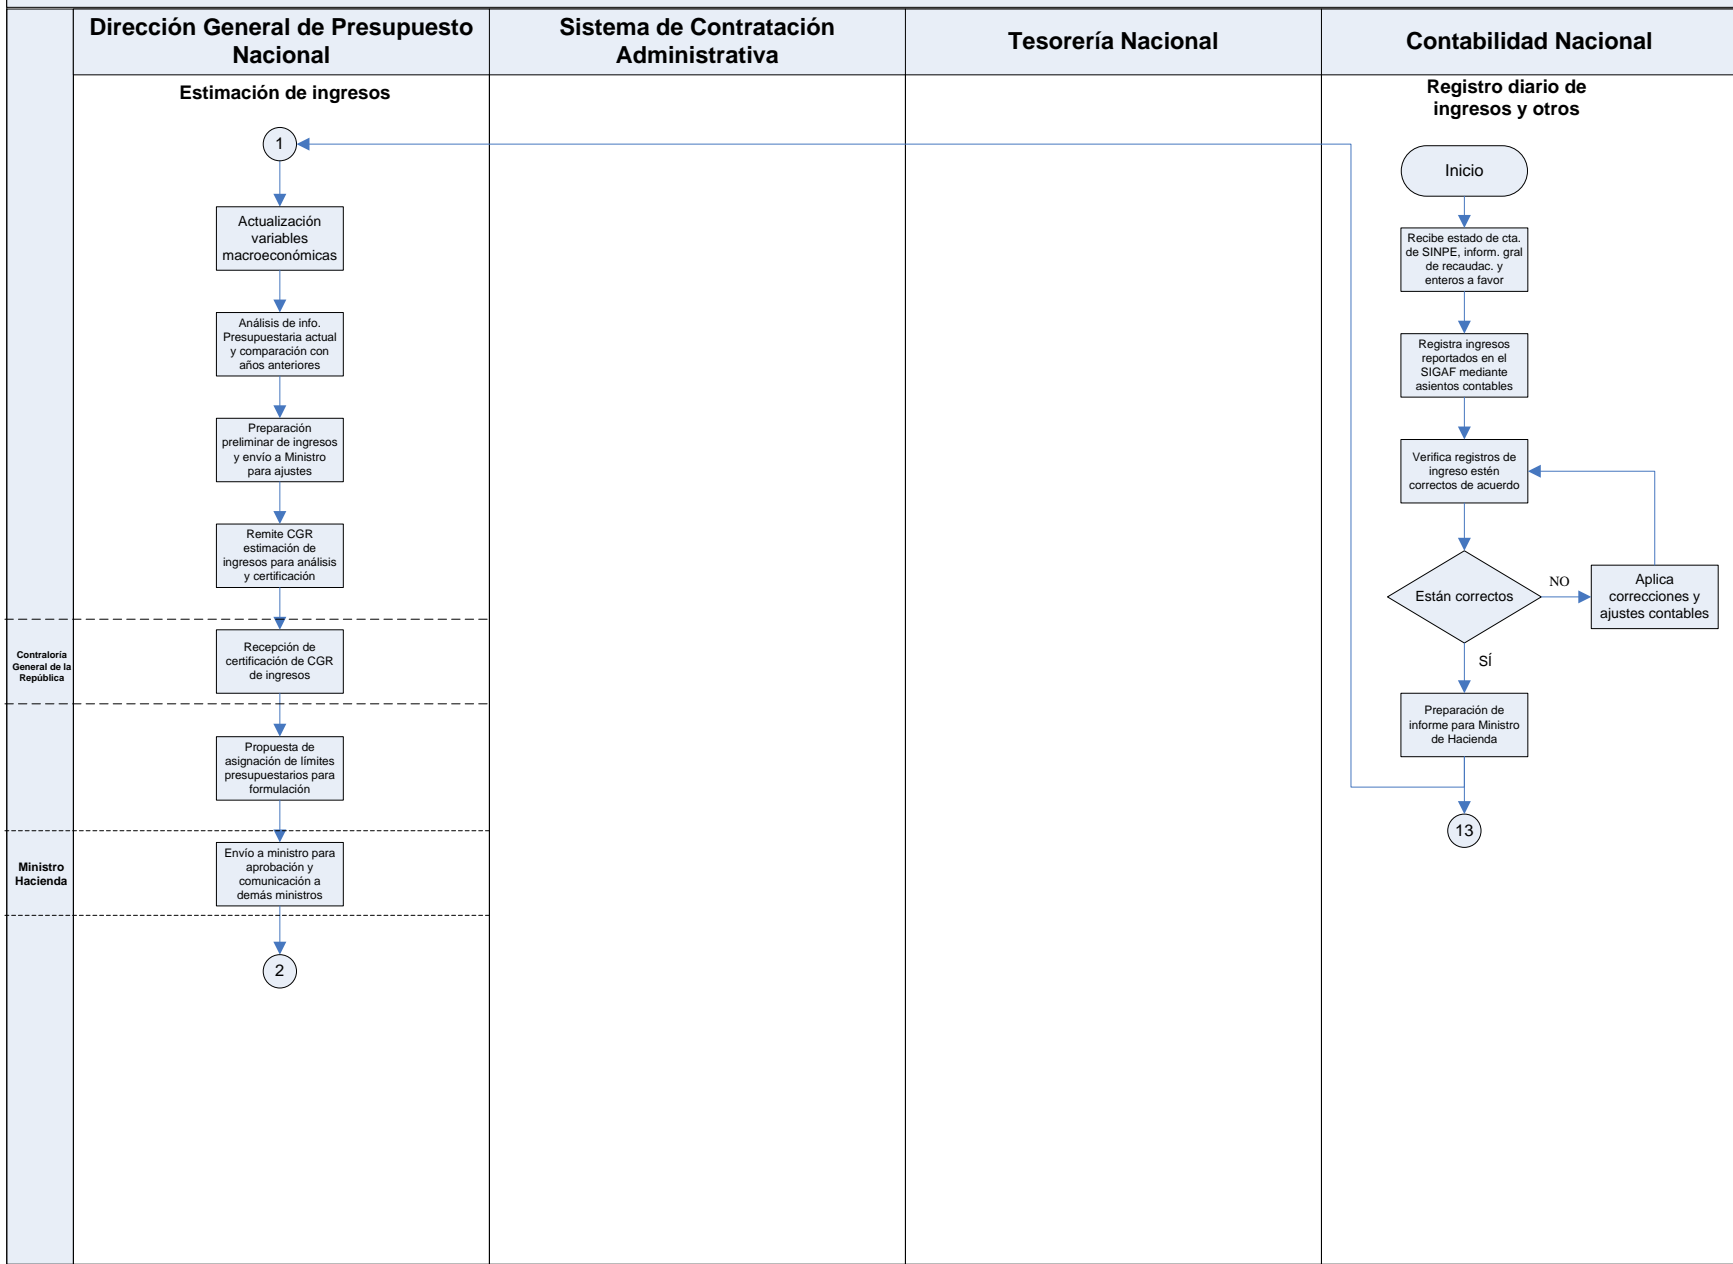 Dirección General de Presupuesto
Nacional
Sistema de Contratación
Administrativa
Tesorería Nacional
Contabilidad Nacional
Estimación de ingresos
1
Actualización
variables
macroeconómicas
Análisis de info.
Presupuestaria actual
y comparación con
años anteriores
Preparación
preliminar de ingresos
y envío a Ministro
para ajustes
Remite CGR
estimación de
ingresos para análisis
y certificación
Contraloría
General de la
República
Recepción de
certificación de CGR
de ingresos
Propuesta de
asignación de límites
presupuestarios para
formulación
Ministro
Hacienda
Envío a ministro para
aprobación y
comunicación a
demás ministros
2
Registro diario de
ingresos y otros
Inicio
Recibe estado de cta.
de SINPE, inform. gral
de recaudac. y
enteros a favor
Registra ingresos
reportados en el
SIGAF mediante
asientos contables
Verifica registros de
ingreso estén
correctos de acuerdo
Están correctos
NO
Aplica
correcciones y
ajustes contables
SÍ
Preparación de
informe para Ministro
de Hacienda
13